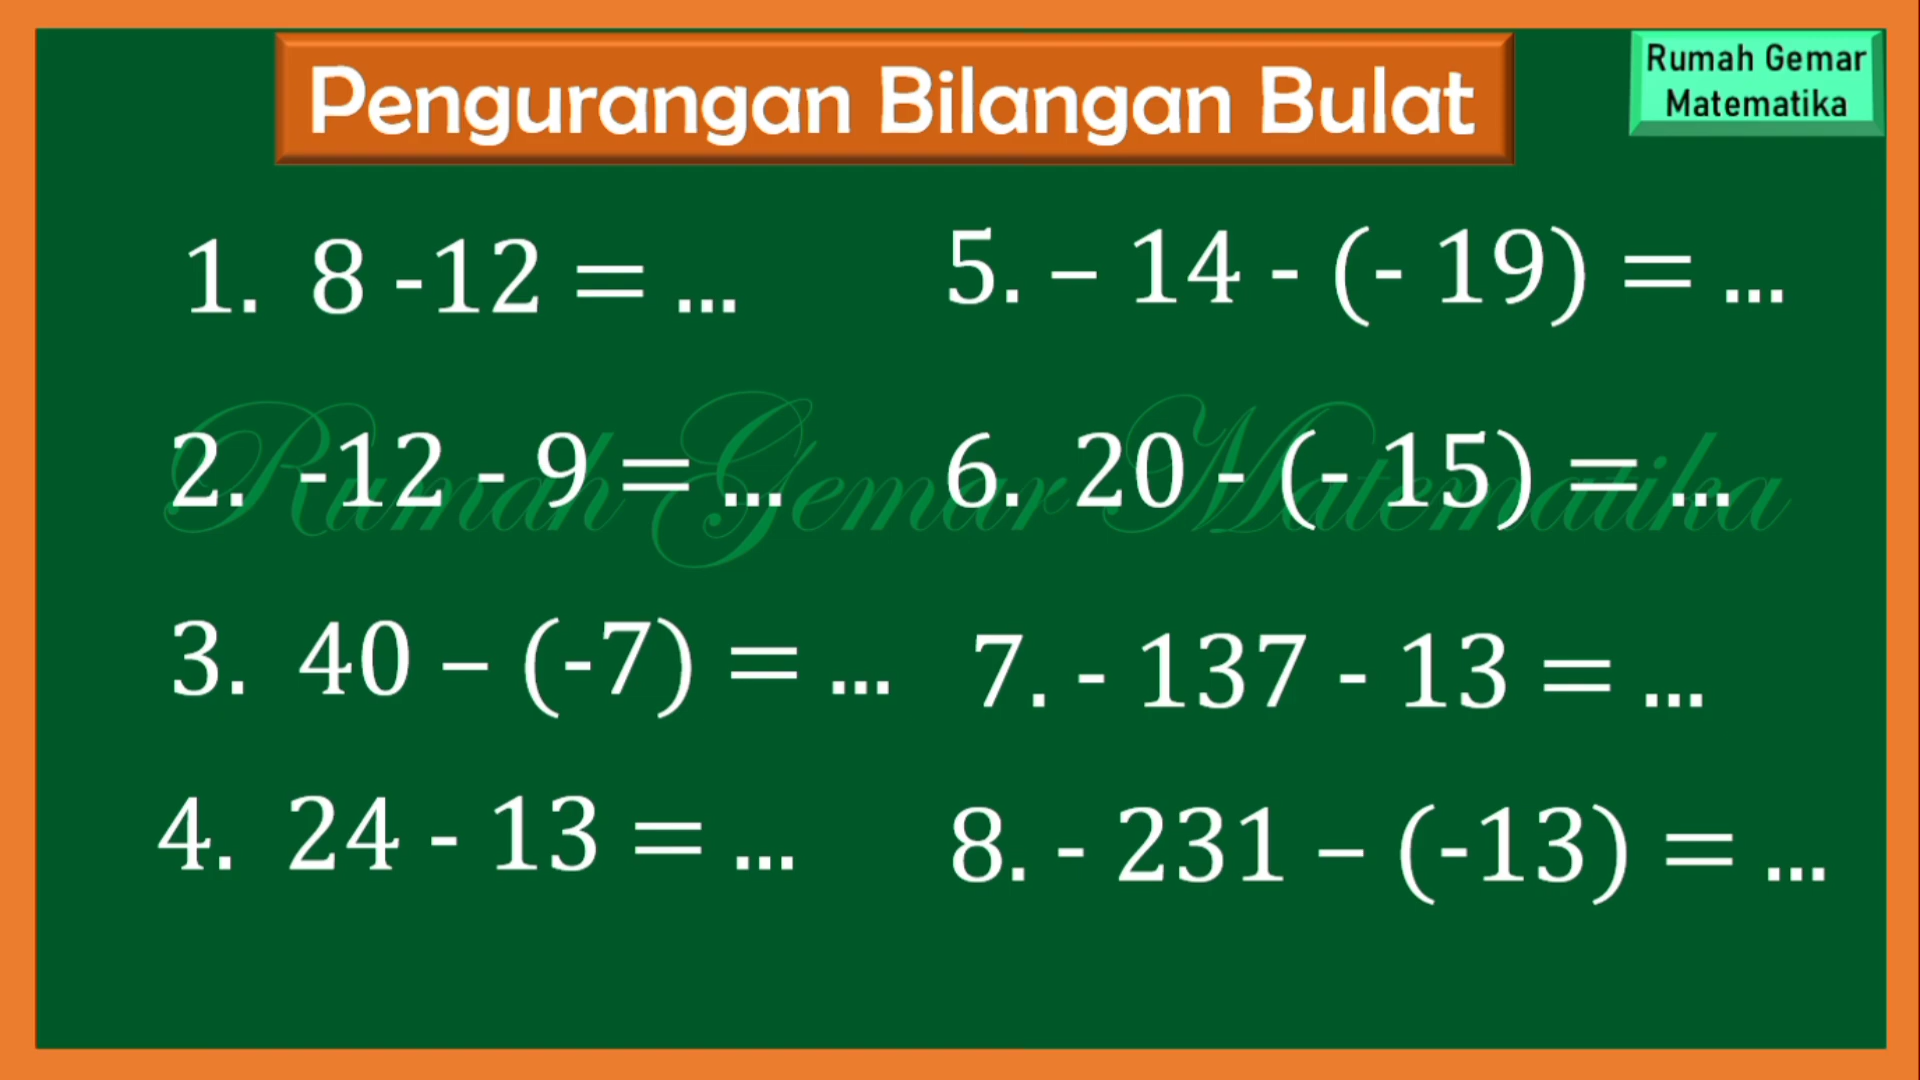 Pengurangan Bilangan Bulat
Rumah Gemar
Matematika
1. 8 -12 = ...
2. -12 - 9 = ...
3. 40 – (-7) = ...
4. 24 - 13 = ...
5. – 14 - (- 19) = ...
6. 20 - (- 15) = ...
7. - 137 - 13 = ...
8. - 231 – (-13) = ...
Rumah Gemar Matematika